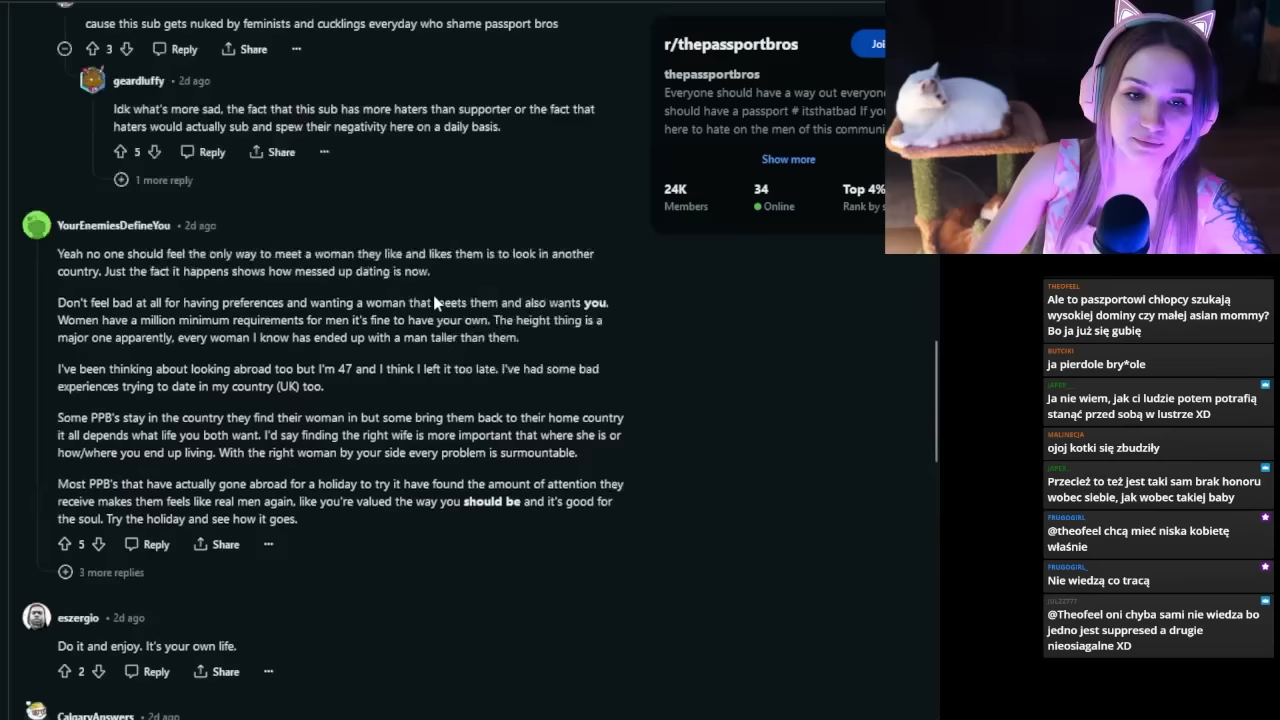 cause this sub gets nuked by feminists and cucklings everyday who shame passport bros
3 Reply Share
geardluffy • 2d ago
Idk what's more sad, the fact that this sub has more haters than supporter or the fact that
haters would actually sub and spew their negativity here on a daily basis.
5 Reply Share
1 more reply
YourEnemiesDefineYou • 2d ago
Yeah no one should feel the only way to meet a woman they like and likes them is to look in another
country. Just the fact it happens shows how messed up dating is now.
Don't feel bad at all for having preferences and wanting a woman that meets them and also wants you.
Women have a million minimum requirements for men it's fine to have your own. The height thing is a
major one apparently, every woman I know has ended up with a man taller than them.
I've been thinking about looking abroad too but I'm 47 and I think I left it too late. I've had some bad
experiences trying to date in my country (UK) too.
Some PPB's stay in the country they find their woman in but some bring them back to their home country
it all depends what life you both want. I'd say finding the right wife is more important that where she is or
how/where you end up living. With the right woman by your side every problem is surmountable.
Most PPB's that have actually gone abroad for a holiday to try it have found the amount of attention they
receive makes them feels like real men again, like you're valued the way you should be and it's good for
the soul. Try the holiday and see how it goes.
5 Reply Share
3 more replies
eszergio • 2d ago
Do it and enjoy. It's your own life.
2 Reply Share
CalgaryAnswers • 2d ago
r/thepassportbros
Joi
thepassportbros
Everyone should have a way out everyone
should have a passport # itsthatbad If you
here to hate on the men of this communi
Show more
24K 34 Top 4%
Members Online Rank by s
THEOFEEL
Ale to paszportowi chłopcy szukają
wysokiej dominy czy małej asian mommy?
Bo ja już się gubię
BUTCIKI
ja pierdole bry*ole
Ja nie wiem, jak ci ludzie potem potrafią
stanąć przed sobą w lustrze XD
MALINECJA
ojoj kotki się zbudziły
Przecież to też jest taki sam brak honoru
wobec siebie, jak wobec takiej baby
FRUGOGIRL_
@theofeel chcą mieć niska kobietę
właśnie
FRUGOGIRL_
Nie wiedzą co tracą
@Theofeel oni chyba sami nie wiedza bo
jedno jest suppresed a drugie
nieosiagalne XD